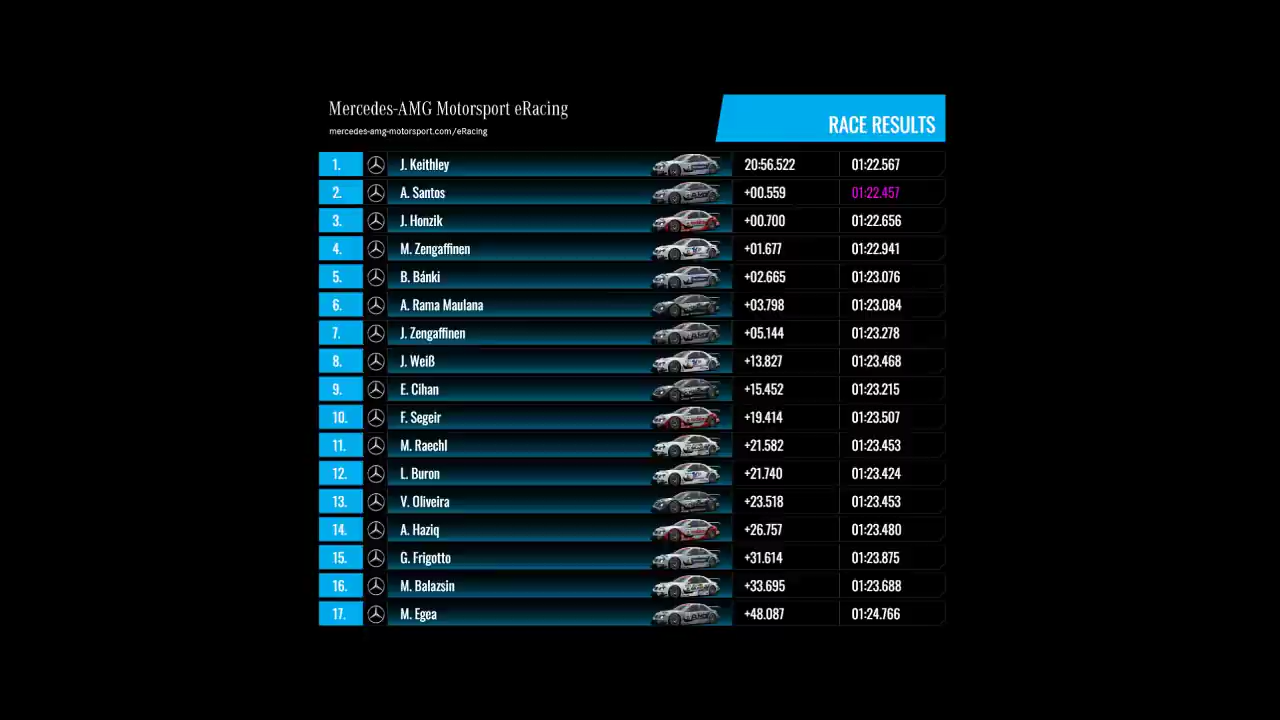 Mercedes-AMG Motorsport eRacing
mercedes-amg-motorsport.com/eRacing
RACE RESULTS
1. J. Keithley 20:56.522 01:22.567
2. A. Santos +00.559 01:22.457
3. J. Honzik +00.700 01:22.656
4. M. Zengaffinen +01.677 01:22.941
5. B. Bánki +02.665 01:23.076
6. A. Rama Maulana +03.798 01:23.084
7. J. Zengaffinen +05.144 01:23.278
8. J. Weiß +13.827 01:23.468
9. E. Cihan +15.452 01:23.215
10. F. Segeir +19.414 01:23.507
11. M. Raechl +21.582 01:23.453
12. L. Buron +21.740 01:23.424
13. V. Oliveira +23.518 01:23.453
14. A. Haziq +26.757 01:23.480
15. G. Frigotto +31.614 01:23.875
16. M. Balazsin +33.695 01:23.688
17. M. Egea +48.087 01:24.766